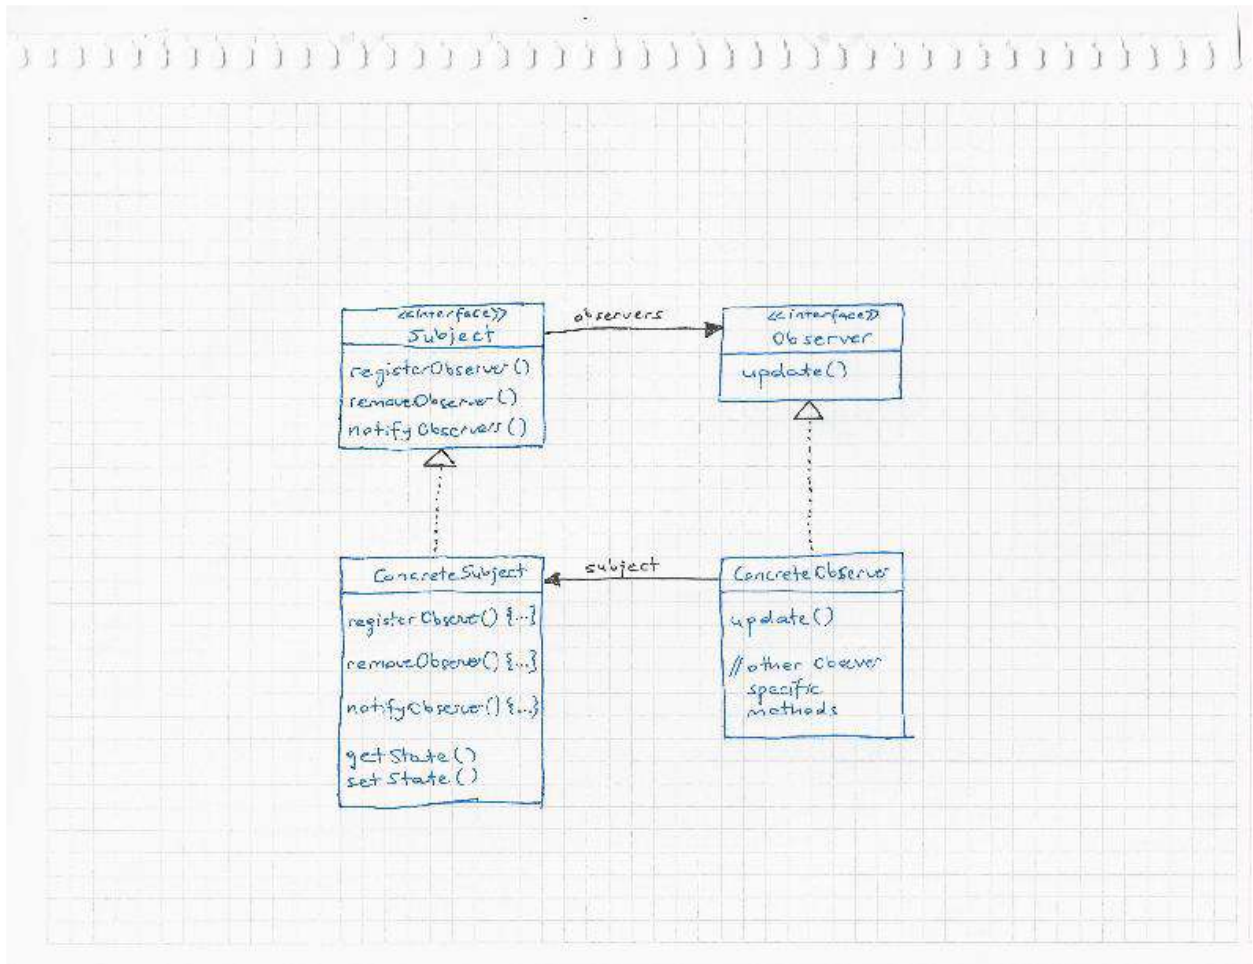 <<interface>>
Subject
registerObserver()
removeObserver()
notifyObservers()
observers
<<interface>>
Observer
update()
ConcreteSubject
registerObserver() {...}
removeObserver() {...}
notifyObserver() {...}
getState()
setState()
subject
ConcreteObserver
update()
//other Observer
specific
methods